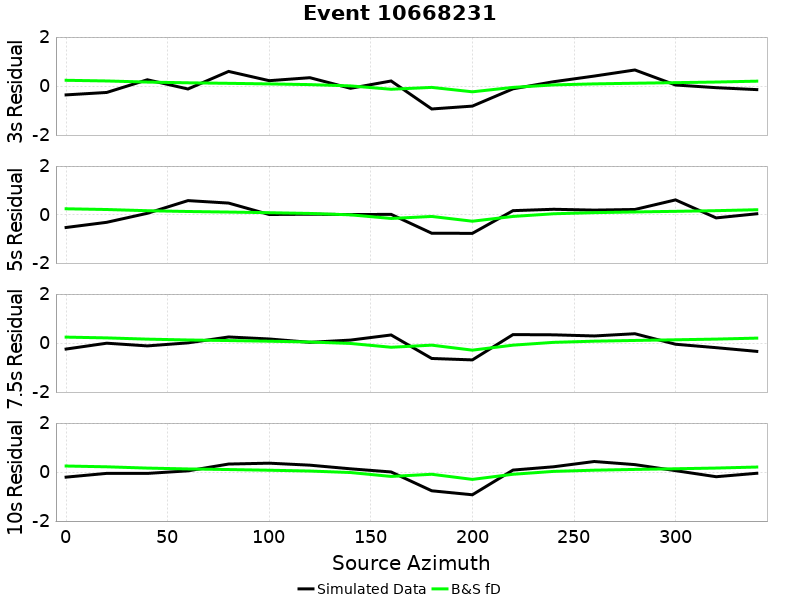 Event 10668231
3s Residual
2
0
-2
5s Residual
2
0
-2
7.5s Residual
2
0
-2
10s Residual
2
0
-2
0 50 100 150 200 250 300
Source Azimuth
Simulated Data B&S fD